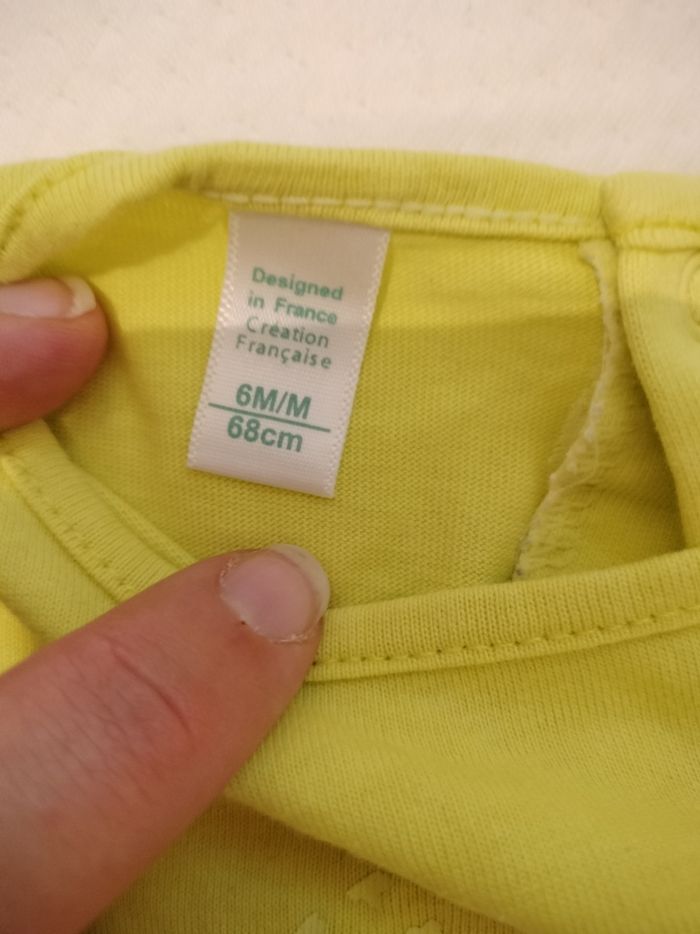 Designed
in France
Création
Française
6M/M
68cm